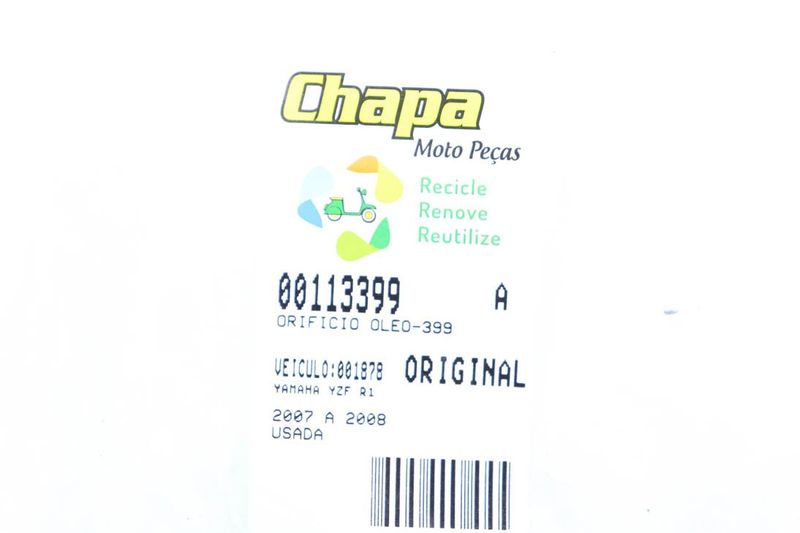 Chapa
Moto Peças
Recicle
Renove
Reutilize
00113399 A
ORIFICIO OLEO-399
VEICULO:001878 ORIGINAL
YAMAHA YZF R1
2007 A 2008
USADA